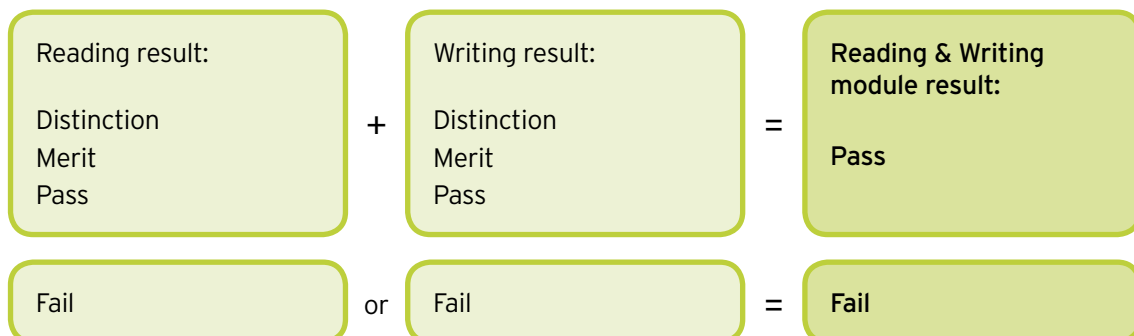 Reading result:
Distinction
Merit
Pass
+
Writing result:
Distinction
Merit
Pass
=
Reading & Writing
module result:
Pass
Fail
or
Fail
=
Fail